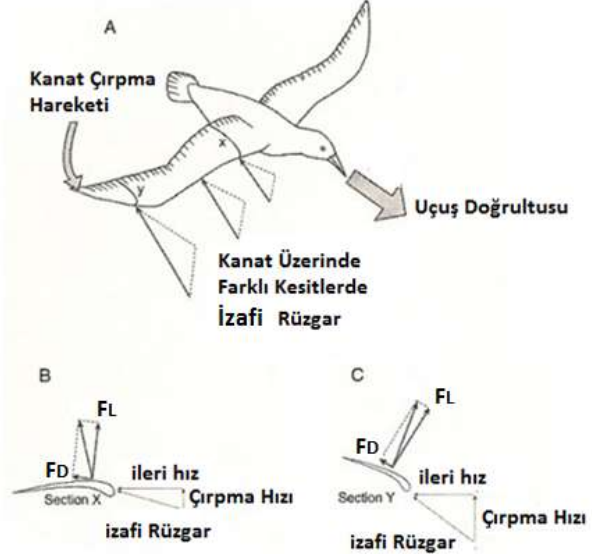 A
Kanat Çırpma
Hareketi
x
y
Uçuş Doğrultusu
Kanat Üzerinde
Farklı Kesitlerde
İzafi Rüzgar
B
FL
FD
ileri hız
Section X
Çırpma Hızı
izafi Rüzgar
C
FL
FD
ileri hız
Section Y
Çırpma Hızı
izafi Rüzgar